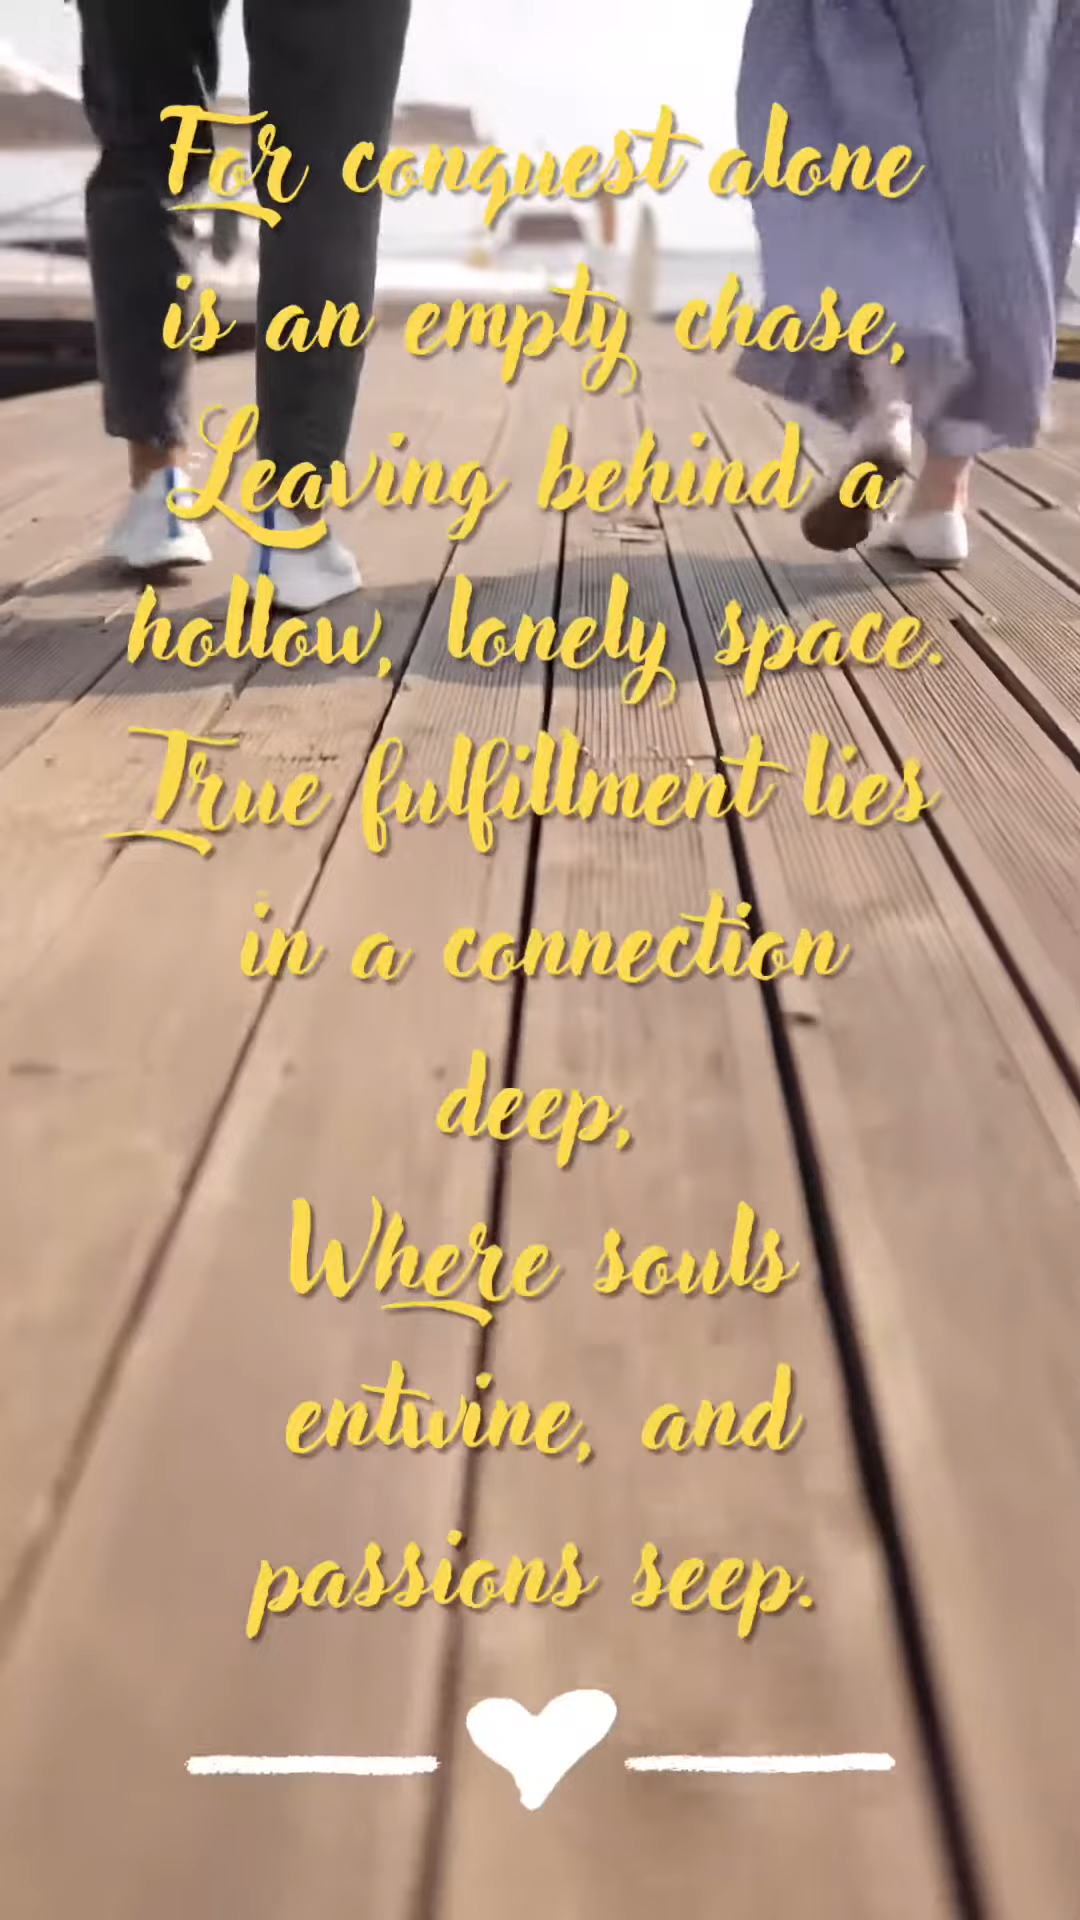 For conquest alone
is an empty chase,
Leaving behind a
hollow, lonely space.
True fulfillment lies
in a connection
deep,
Where souls
entwine, and
passions seep.